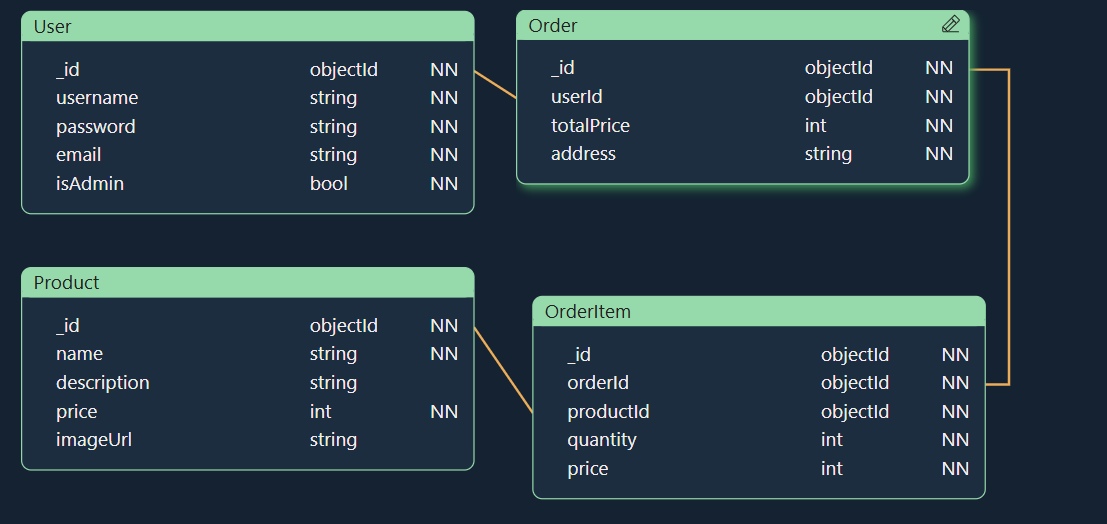 User
_id objectId NN
username string NN
password string NN
email string NN
isAdmin bool NN
Order
_id objectId NN
userId objectId NN
totalPrice int NN
address string NN
Product
_id objectId NN
name string NN
description string
price int NN
imageUrl string
OrderItem
_id objectId NN
orderId objectId NN
productId objectId NN
quantity int NN
price int NN